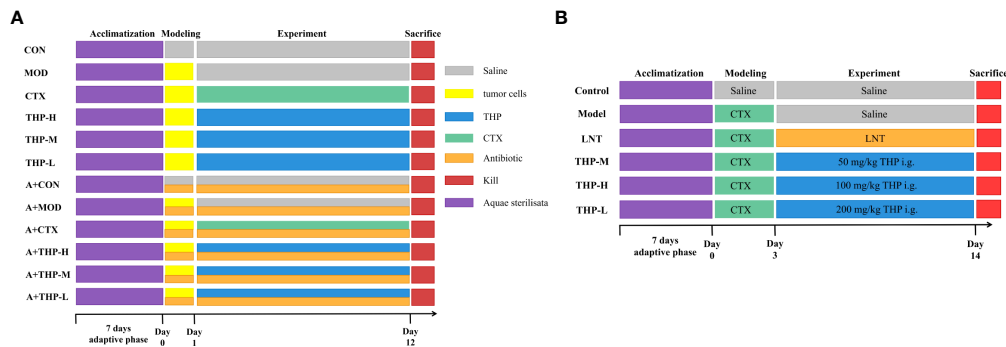 A
Acclimatization Modeling Experiment Sacrifice
CON
MOD
CTX
THP-H
THP-M
THP-L
A+CON
A+MOD
A+CTX
A+THP-H
A+THP-M
A+THP-L
7 days
adaptive phase
Day
0
Day
1
Day
12
Saline
tumor cells
THP
CTX
Antibiotic
Kill
Aquae sterilisata
B
Acclimatization Modeling Experiment Sacrifice
Control Saline Saline
Model CTX Saline
LNT CTX LNT
THP-M CTX 50 mg/kg THP i.g.
THP-H CTX 100 mg/kg THP i.g.
THP-L CTX 200 mg/kg THP i.g.
7 days
adaptive phase
Day
0
Day
3
Day
14